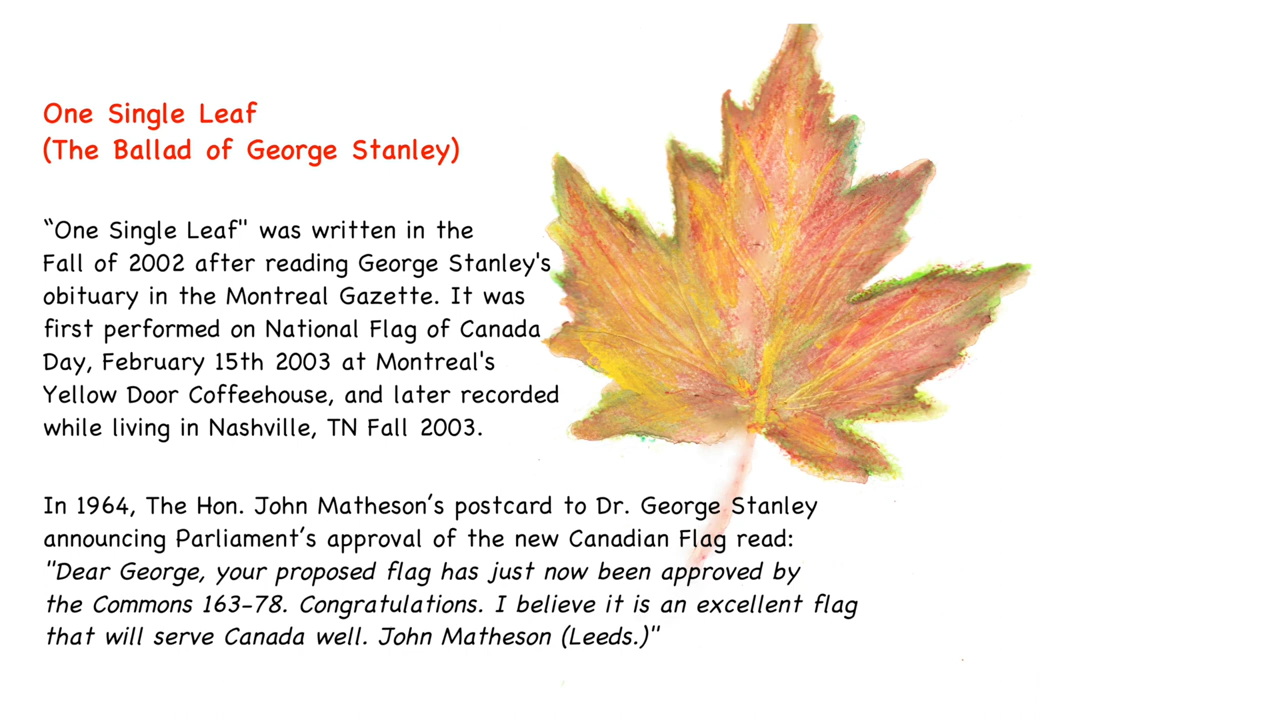 One Single Leaf
(The Ballad of George Stanley)
“One Single Leaf" was written in the
Fall of 2002 after reading George Stanley's
obituary in the Montreal Gazette. It was
first performed on National Flag of Canada
Day, February 15th 2003 at Montreal's
Yellow Door Coffeehouse, and later recorded
while living in Nashville, TN Fall 2003.
In 1964, The Hon. John Matheson’s postcard to Dr. George Stanley
announcing Parliament’s approval of the new Canadian Flag read:
"Dear George, your proposed flag has just now been approved by
the Commons 163-78. Congratulations. I believe it is an excellent flag
that will serve Canada well. John Matheson (Leeds.)"